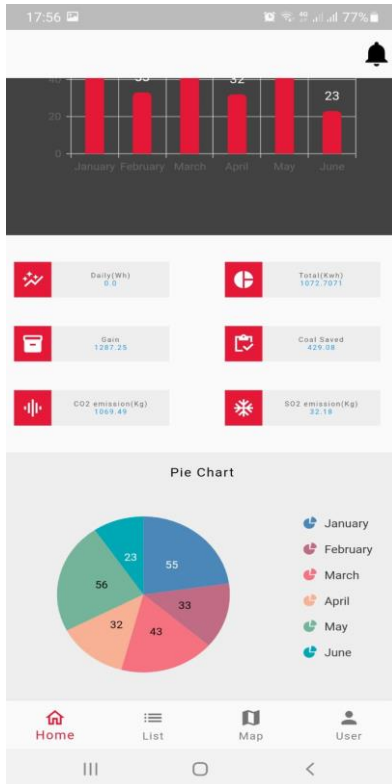 17:56
77%
40
33
32
23
20
0
January February March April May June
Daily(Wh)
0.0
Total(Kwh)
1072.7071
Gain
1287.25
Coal Saved
429.08
CO2 emission(Kg)
1069.49
SO2 emission(Kg)
32.18
Pie Chart
23
55
56
33
32
43
January
February
March
April
May
June
Home
List
Map
User